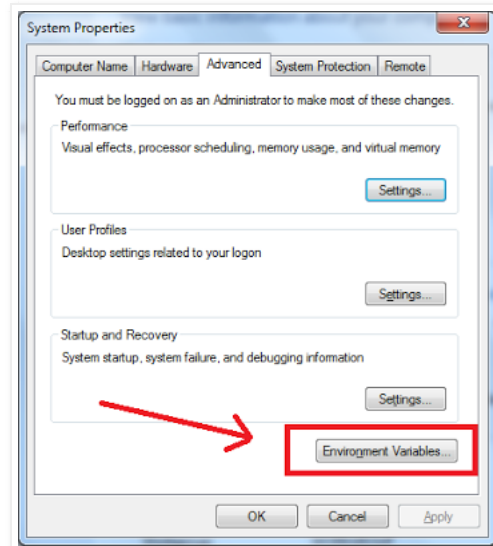 System Properties
Computer Name Hardware Advanced System Protection Remote
You must be logged on as an Administrator to make most of these changes.
Performance
Visual effects, processor scheduling, memory usage, and virtual memory
Settings...
User Profiles
Desktop settings related to your logon
Settings...
Startup and Recovery
System startup, system failure, and debugging information
Settings...
Environment Variables...
OK Cancel Apply